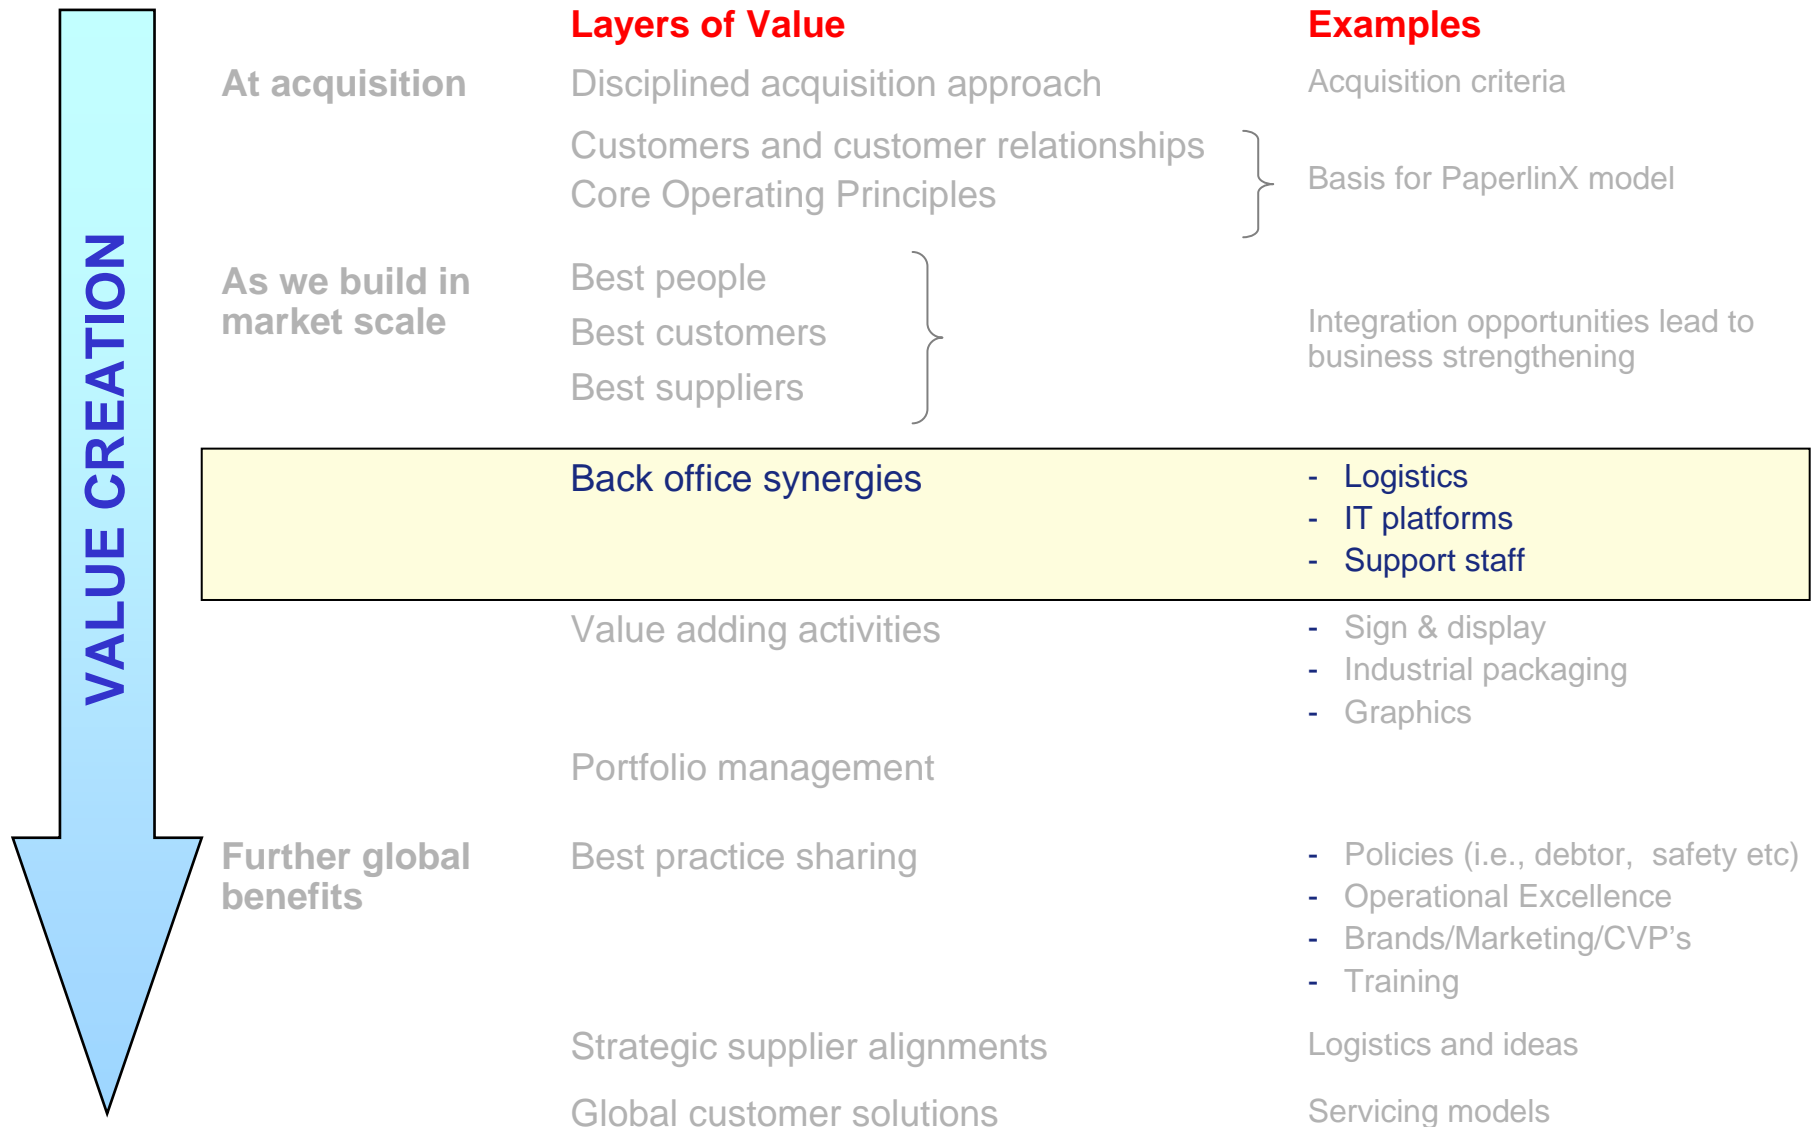 Layers of Value
Examples
VALUE CREATION
At acquisition
Disciplined acquisition approach
Acquisition criteria
Customers and customer relationships
Core Operating Principles
Basis for PaperlinX model
As we build in
market scale
Best people
Best customers
Best suppliers
Integration opportunities lead to
business strengthening
Back office synergies
- Logistics
- IT platforms
- Support staff
Value adding activities
- Sign & display
- Industrial packaging
- Graphics
Portfolio management
Further global
benefits
Best practice sharing
- Policies (i.e., debtor, safety etc)
- Operational Excellence
- Brands/Marketing/CVP’s
- Training
Strategic supplier alignments
Logistics and ideas
Global customer solutions
Servicing models